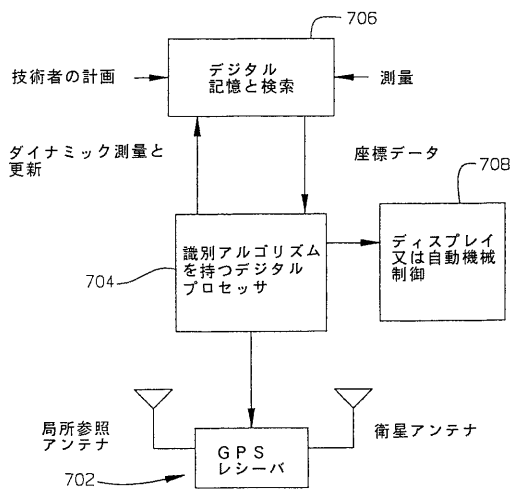 706
技術者の計画
デジタル
記憶と検索
測量
ダイナミック測量と
更新
座標データ
708
704
識別アルゴリズム
を持つデジタル
プロセッサ
ディスプレイ
又は自動機械
制御
局所参照
アンテナ
衛星アンテナ
GPS
レシーバ
702